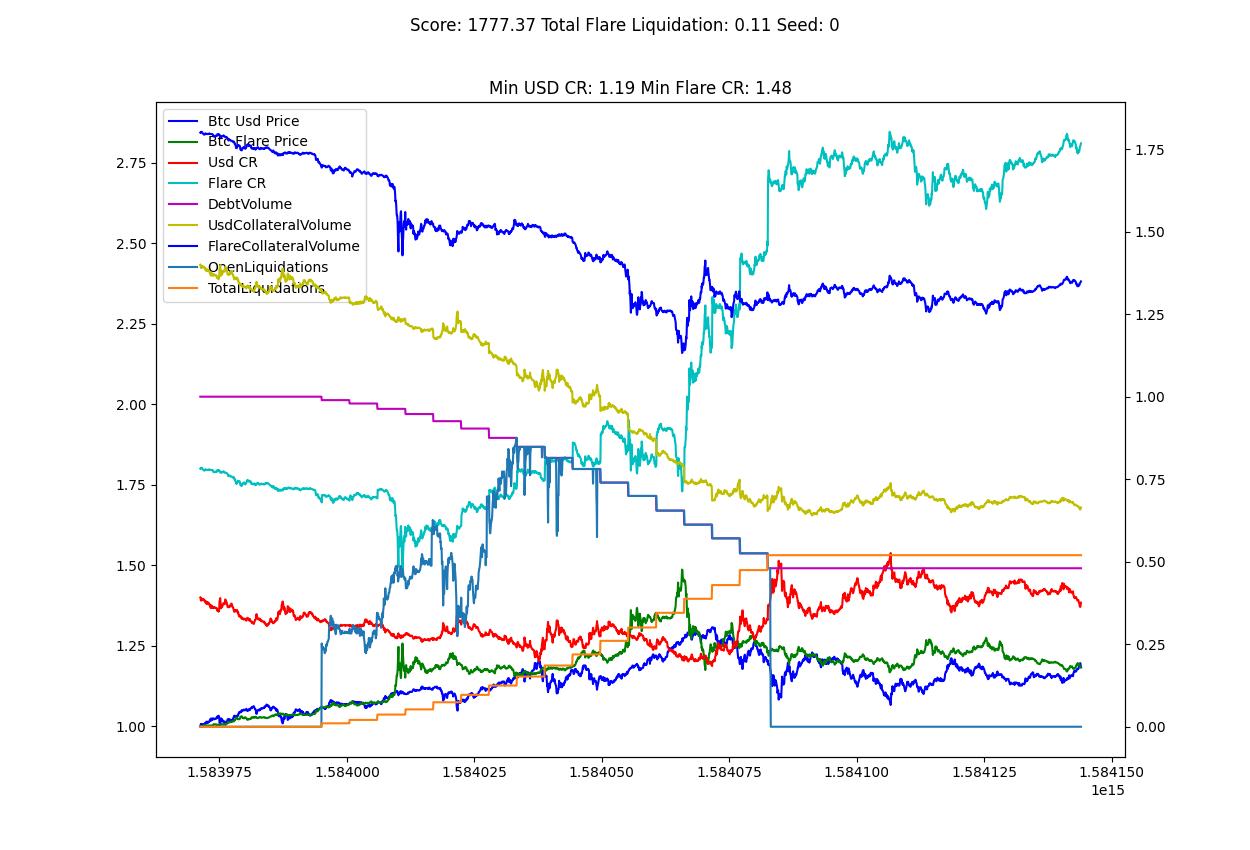 Score: 1777.37 Total Flare Liquidation: 0.11 Seed: 0
Min USD CR: 1.19 Min Flare CR: 1.48
Btc Usd Price
Btc Flare Price
Usd CR
Flare CR
DebtVolume
UsdCollateralVolume
FlareCollateralVolume
OpenLiquidations
TotalLiquidations
2.75
2.50
2.25
2.00
1.75
1.50
1.25
1.00
1.75
1.50
1.25
1.00
0.75
0.50
0.25
0.00
1.583975
1.584000
1.584025
1.584050
1.584075
1.584100
1.584125
1.584150
1e15